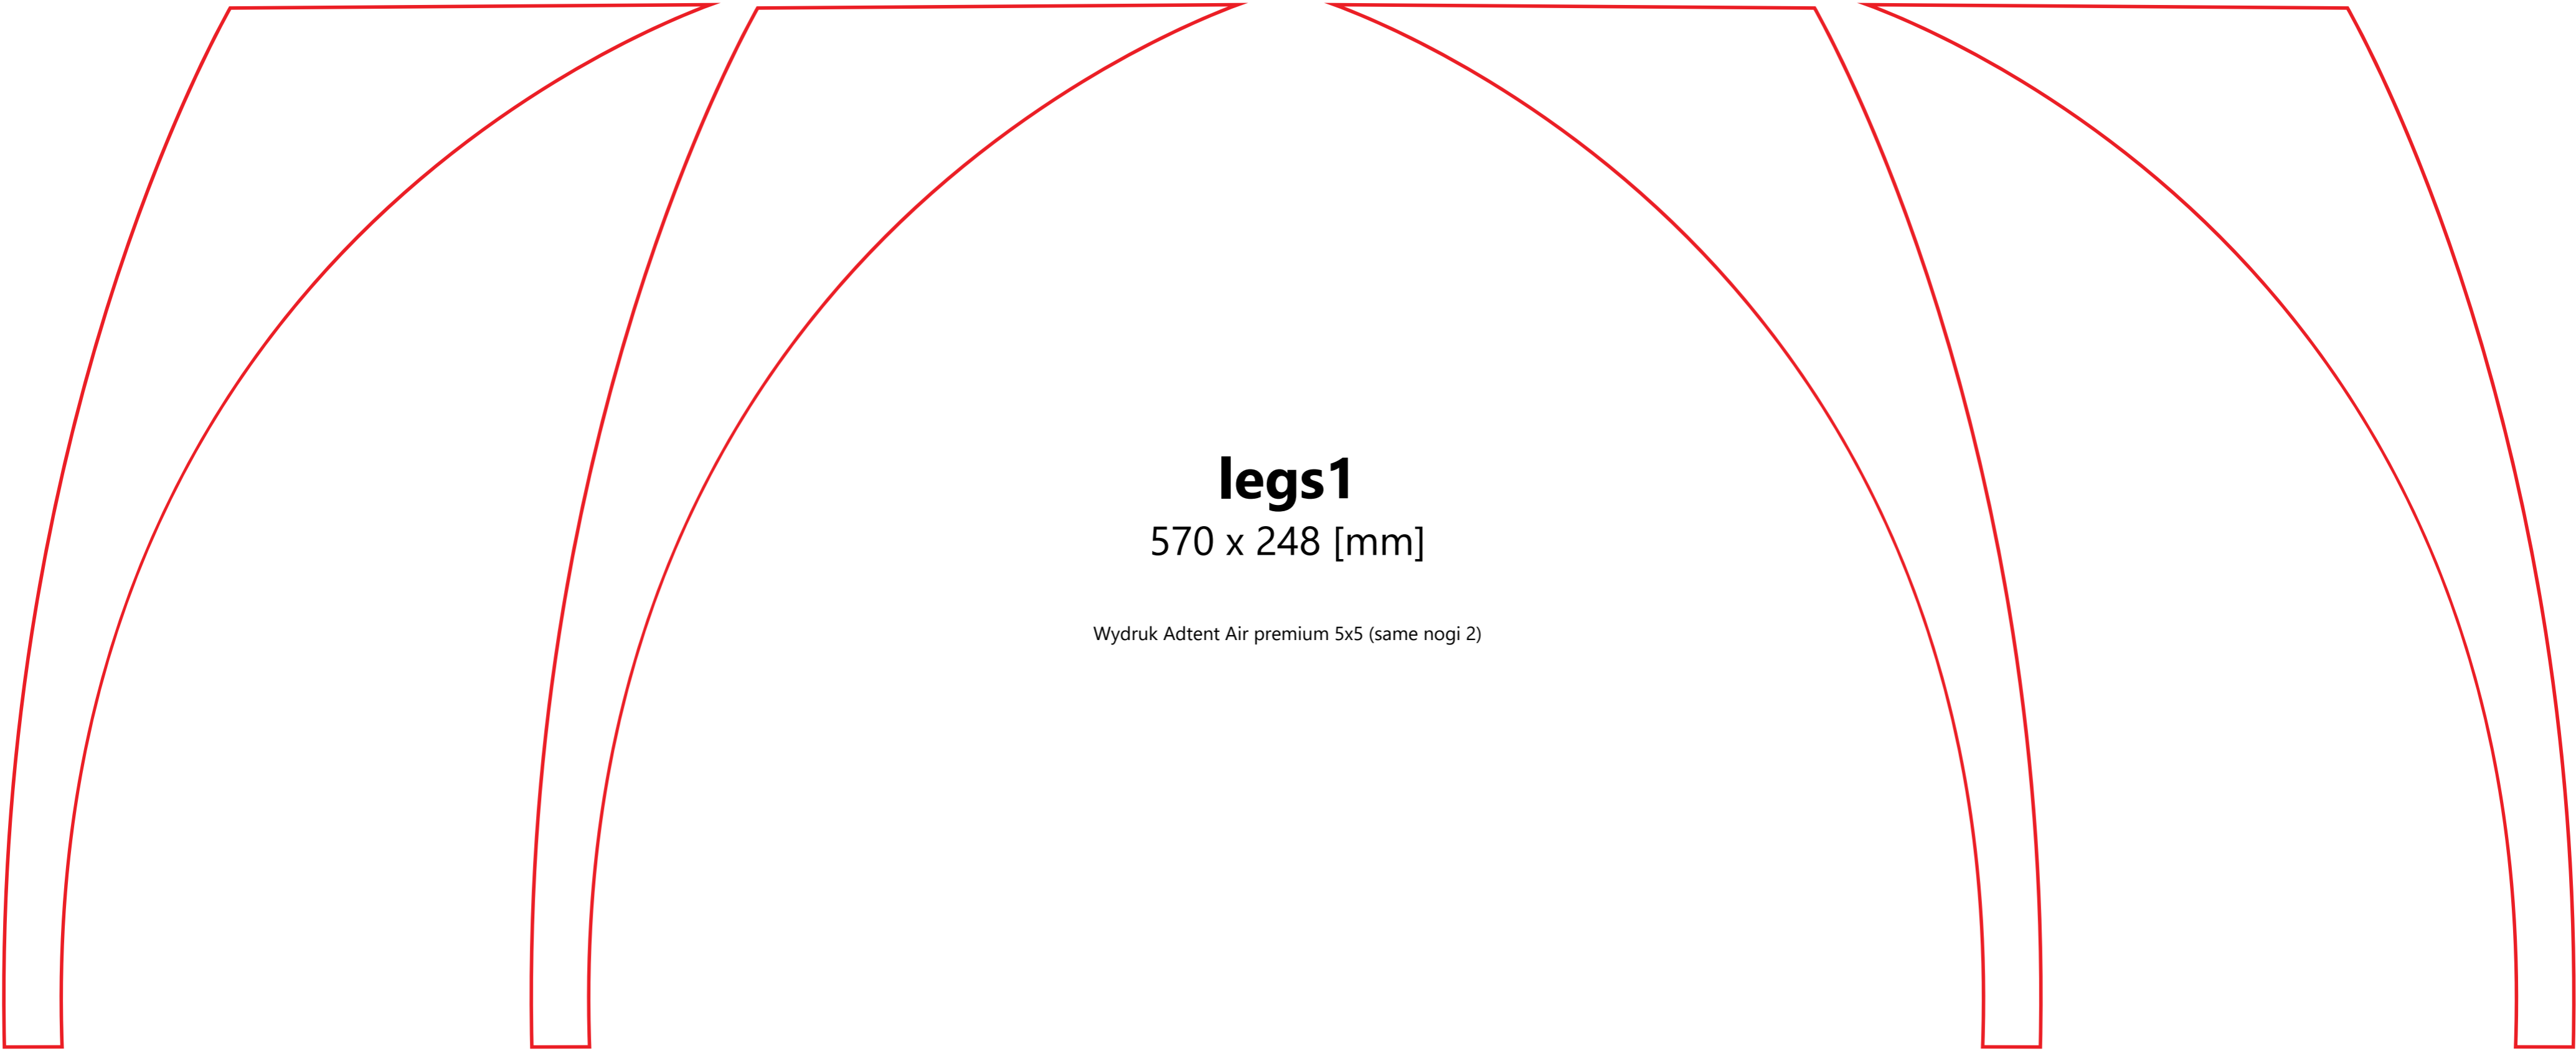 legs1
570 x 248 [mm]
Wydruk Adtent Air premium 5x5 (same nogi 2)